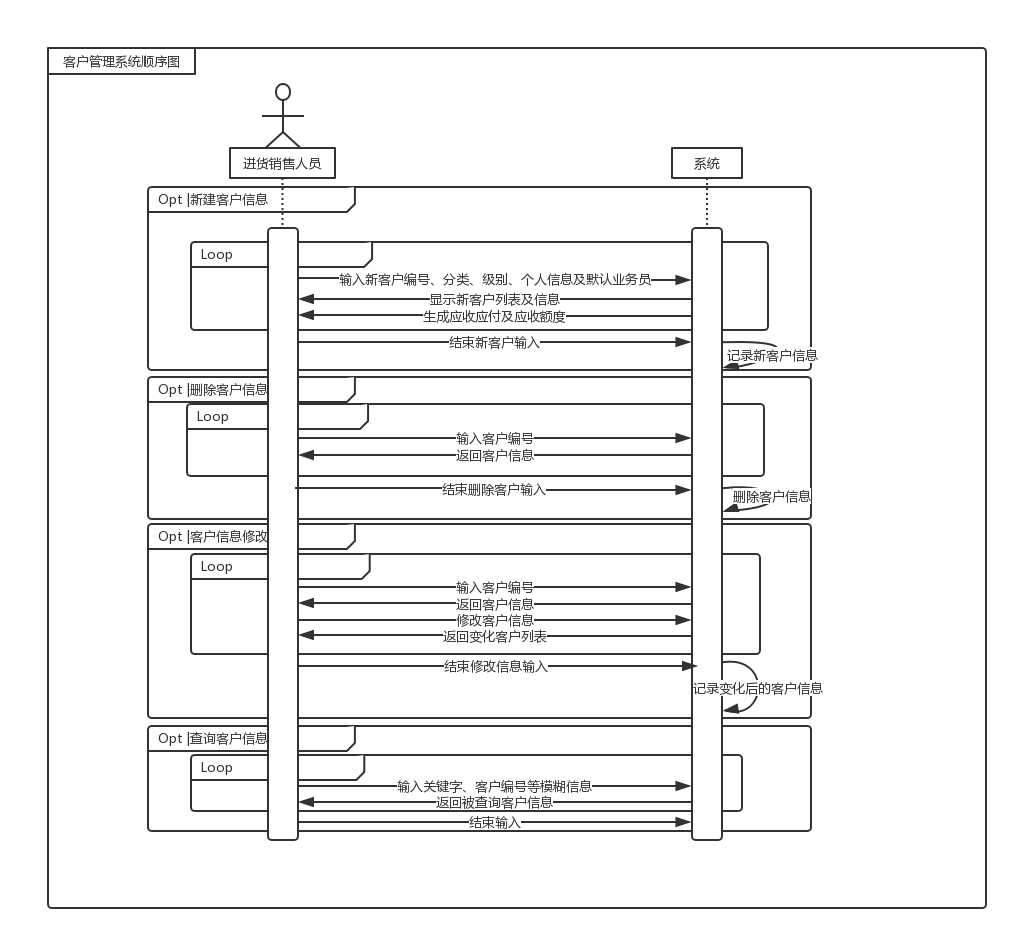 客户管理系统顺序图
进货销售人员
系统
Opt |新建客户信息
Loop
输入新客户编号、分类、级别、个人信息及默认业务员
显示新客户列表及信息
生成应收应付及应收额度
结束新客户输入
记录新客户信息
Opt |删除客户信息
Loop
输入客户编号
返回客户信息
结束删除客户输入
删除客户信息
Opt |客户信息修改
Loop
输入客户编号
返回客户信息
修改客户信息
返回变化客户列表
结束修改信息输入
记录变化后的客户信息
Opt |查询客户信息
Loop
输入关键字、客户编号等模糊信息
返回被查询客户信息
结束输入